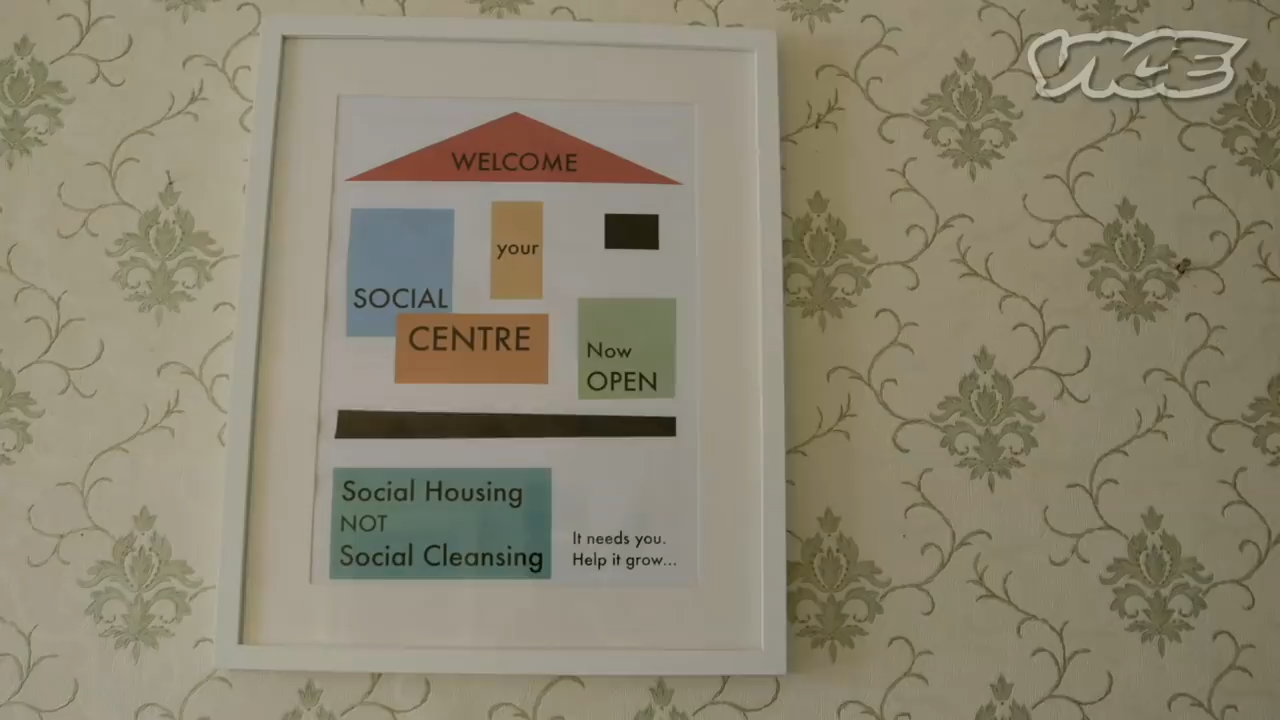 VICE
WELCOME
your
SOCIAL
CENTRE
Now
OPEN
Social Housing
NOT
Social Cleansing
It needs you.
Help it grow...